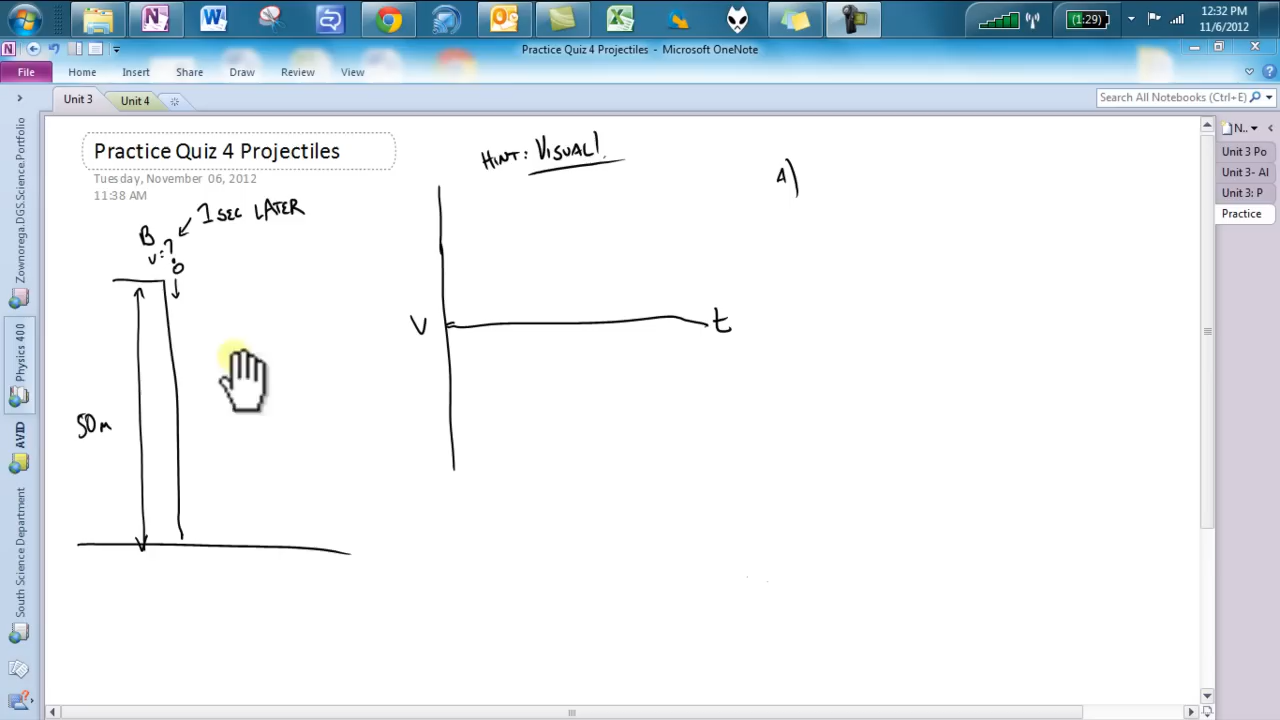 12:32 PM
(1:29)
11/6/2012
Practice Quiz 4 Projectiles - Microsoft OneNote
File Home Insert Share Draw Review View
Unit 3 Unit 4
Search All Notebooks (Ctrl+E)
N..
Unit 3 Po
Unit 3- Al
Unit 3: P
Practice
Zownorega.DGS.Science.Portfolio
Physics 400
AVID
South Science Department
Practice Quiz 4 Projectiles
Tuesday, November 06, 2012
11:38 AM
HINT: VISUAL!
4)
1 SEC LATER
B
v=?
50m
V
t